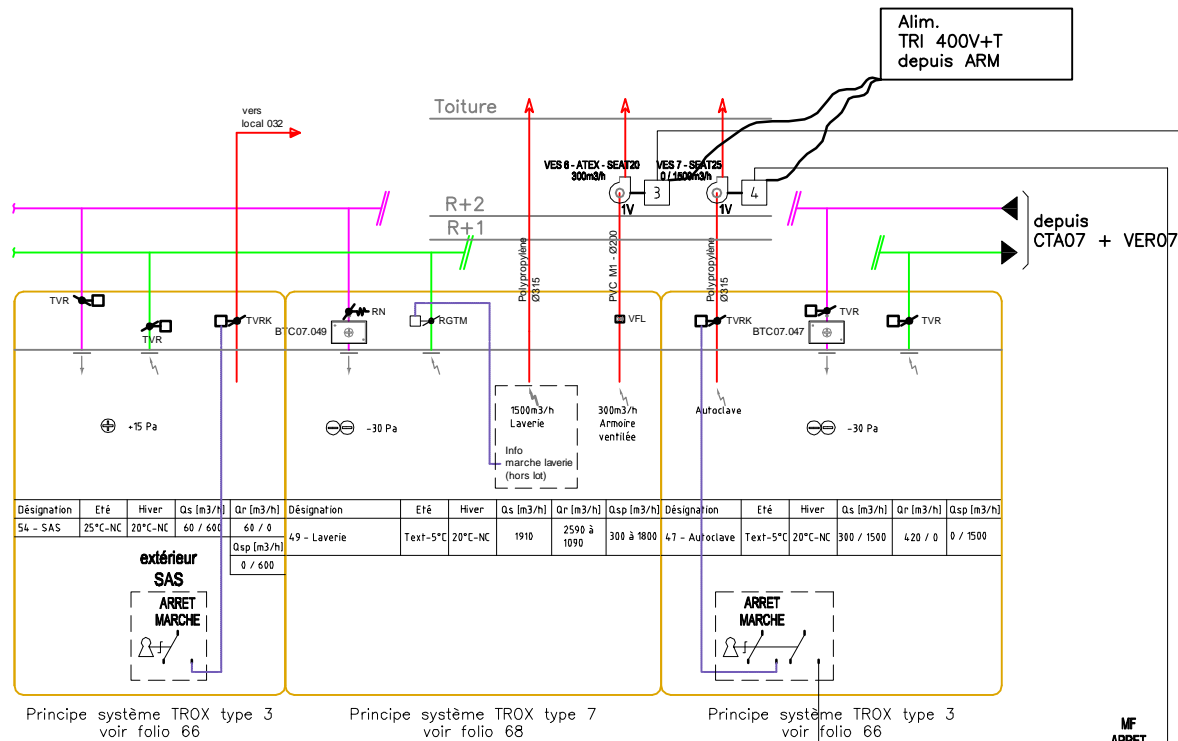 Alim.
TRI 400V+T
depuis ARM
vers
local 032
Toiture
VES 6 - ATEX - SEAT20
300m3/h
VES 7 - SEAT25
0 / 1500m3/h
3
4
1V
1V
R+2
R+1
depuis
CTA07 + VER07
Polypropylène
Ø315
PVC M1 - Ø200
Polypropylène
Ø315
TVR
TVR
TVRK
RN
BTC07.049
RGTM
VFL
TVRK
TVR
BTC07.047
TVR
+15 Pa
-30 Pa
1500m3/h
Laverie
Info
marche laverie
(hors lot)
300m3/h
Armoire
ventilée
Autoclave
-30 Pa
Désignation Eté Hiver Qs [m3/h] Qr [m3/h]
54 - SAS 25°C-NC 20°C-NC 60 / 600 60 / 0
Qsp [m3/h]
0 / 600
Désignation Eté Hiver Qs [m3/h] Qr [m3/h] Qsp [m3/h]
49 - Laverie Text-5°C 20°C-NC 1910 2590 à 1090 300 à 1800
Désignation Eté Hiver Qs [m3/h] Qr [m3/h] Qsp [m3/h]
47 - Autoclave Text-5°C 20°C-NC 300 / 1500 420 / 0 0 / 1500
extérieur
SAS
ARRET
MARCHE
ARRET
MARCHE
Principe système TROX type 3
voir folio 66
Principe système TROX type 7
voir folio 68
Principe système TROX type 3
voir folio 66
MF
ARRET